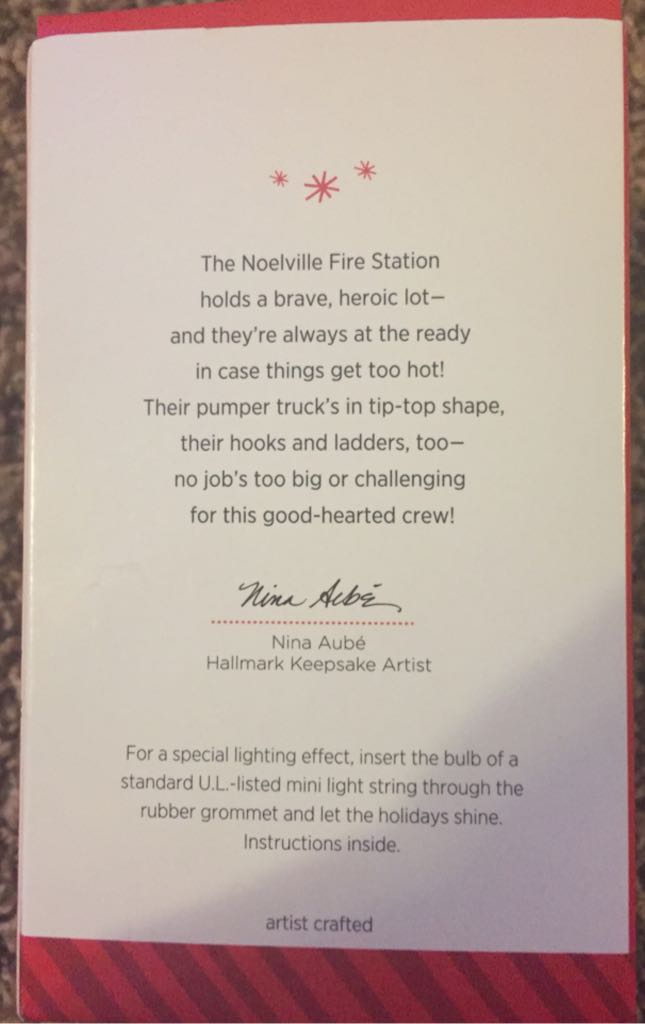 The Noelville Fire Station
holds a brave, heroic lot—
and they're always at the ready
in case things get too hot!
Their pumper truck's in tip-top shape,
their hooks and ladders, too—
no job's too big or challenging
for this good-hearted crew!
Nina Aubé
Nina Aubé
Hallmark Keepsake Artist
For a special lighting effect, insert the bulb of a
standard U.L.-listed mini light string through the
rubber grommet and let the holidays shine.
Instructions inside.
artist crafted